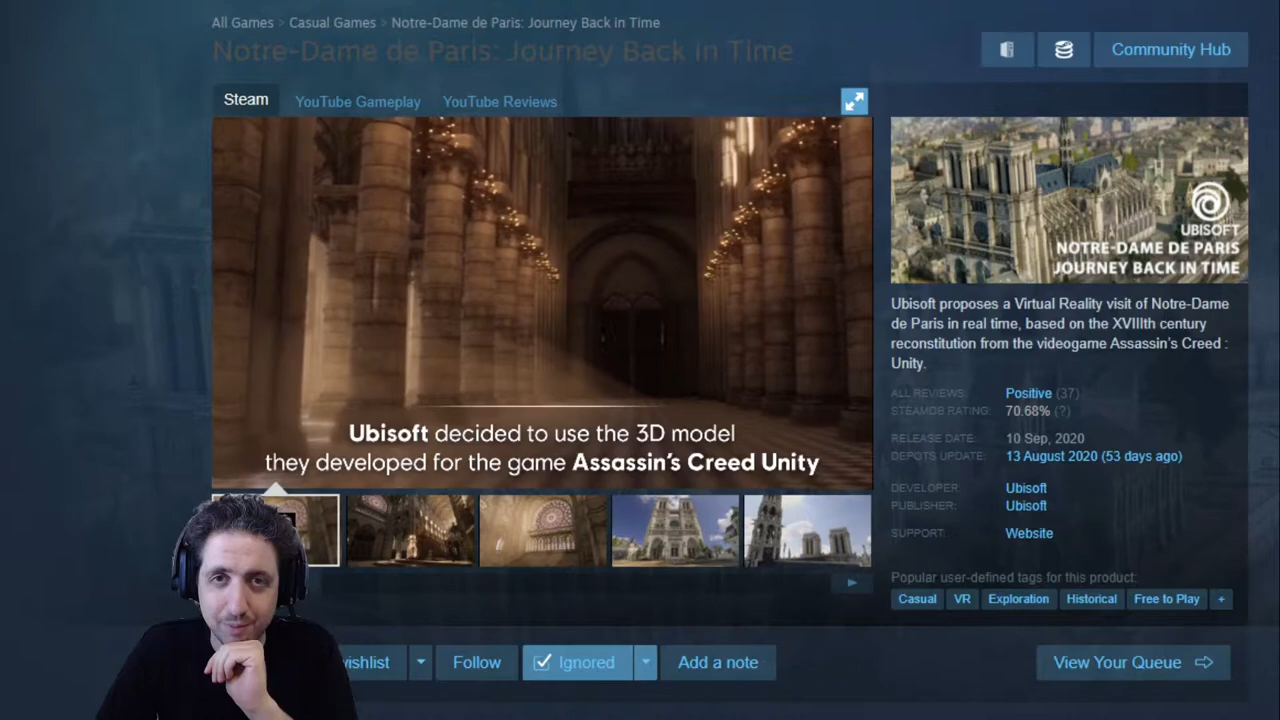 All Games > Casual Games > Notre-Dame de Paris: Journey Back in Time
Notre-Dame de Paris: Journey Back in Time
Community Hub
Steam
YouTube Gameplay
YouTube Reviews
Ubisoft decided to use the 3D model
they developed for the game Assassin's Creed Unity
UBISOFT
NOTRE-DAME DE PARIS
JOURNEY BACK IN TIME
Ubisoft proposes a Virtual Reality visit of Notre-Dame
de Paris in real time, based on the XVIIIth century
reconstitution from the videogame Assassin's Creed :
Unity.
ALL REVIEWS: Positive (37)
STEAMDB RATING: 70.68% (?)
RELEASE DATE: 10 Sep, 2020
DEPOTS UPDATE: 13 August 2020 (53 days ago)
DEVELOPER: Ubisoft
PUBLISHER: Ubisoft
SUPPORT: Website
Popular user-defined tags for this product:
Casual VR Exploration Historical Free to Play +
ishlist
Follow
Ignored
Add a note
View Your Queue